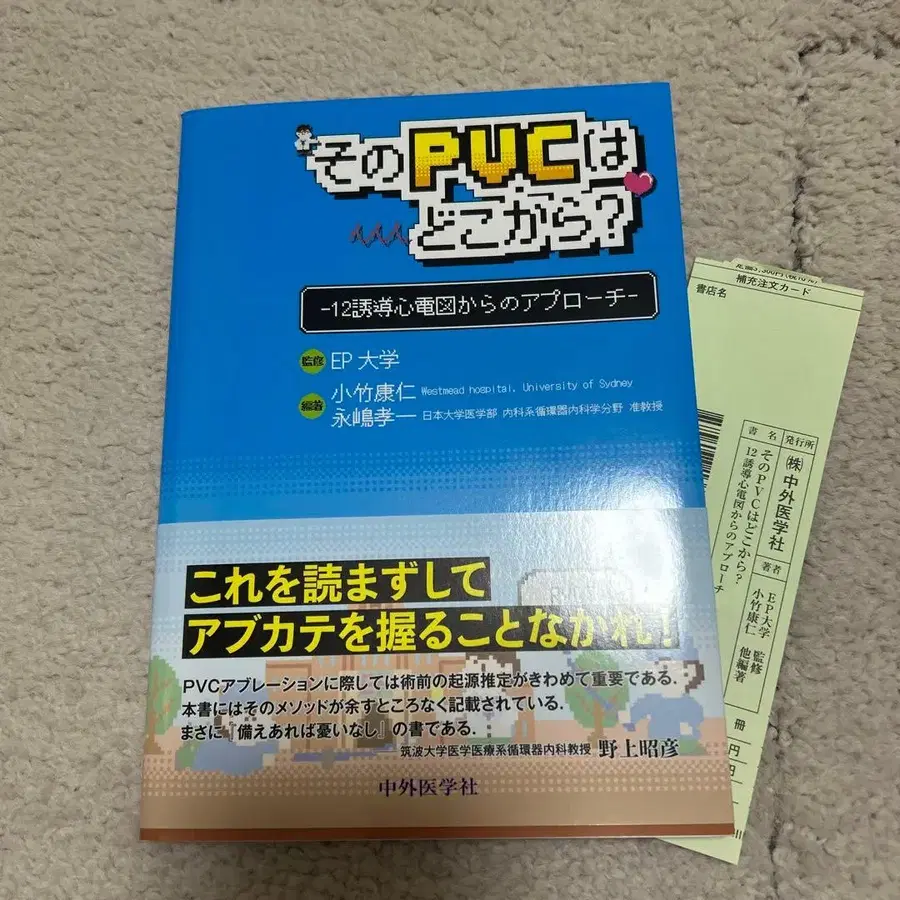 そのPVCは
どこから?
-12誘導心電図からのアプローチ-
監修 EP 大学
編著 小竹康仁 Westmead hospital, University of Sydney
永嶋孝一 日本大学医学部 内科系循環器内科学分野 准教授
これを読まずして
アブカテを握ることなかれ!
PVCアブレーションに際しては術前の起源推定がきわめて重要である.
本書にはそのメソッドが余すところなく記載されている.
まさに『備えあれば憂いなし』の書である.
筑波大学医学医療系循環器内科教授 野上昭彦
中外医学社
定価3,300円(税10%)
補充注文カード
書店名
発行所 ㈱中外医学社
書名 そのPVCはどこから?
12誘導心電図からのアプローチ
著者 EP大学 監修
小竹康仁 他編著
冊
円
円